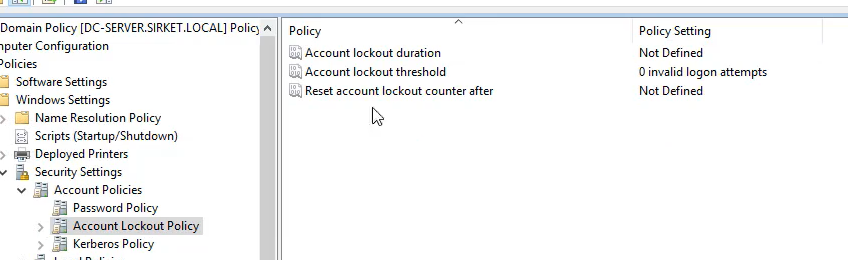 Domain Policy [DC-SERVER.SIRKET.LOCAL] Policy
nputer Configuration
Policies
Software Settings
Windows Settings
Name Resolution Policy
Scripts (Startup/Shutdown)
Deployed Printers
Security Settings
Account Policies
Password Policy
Account Lockout Policy
Kerberos Policy
Policy Policy Setting
Account lockout duration Not Defined
Account lockout threshold 0 invalid logon attempts
Reset account lockout counter after Not Defined